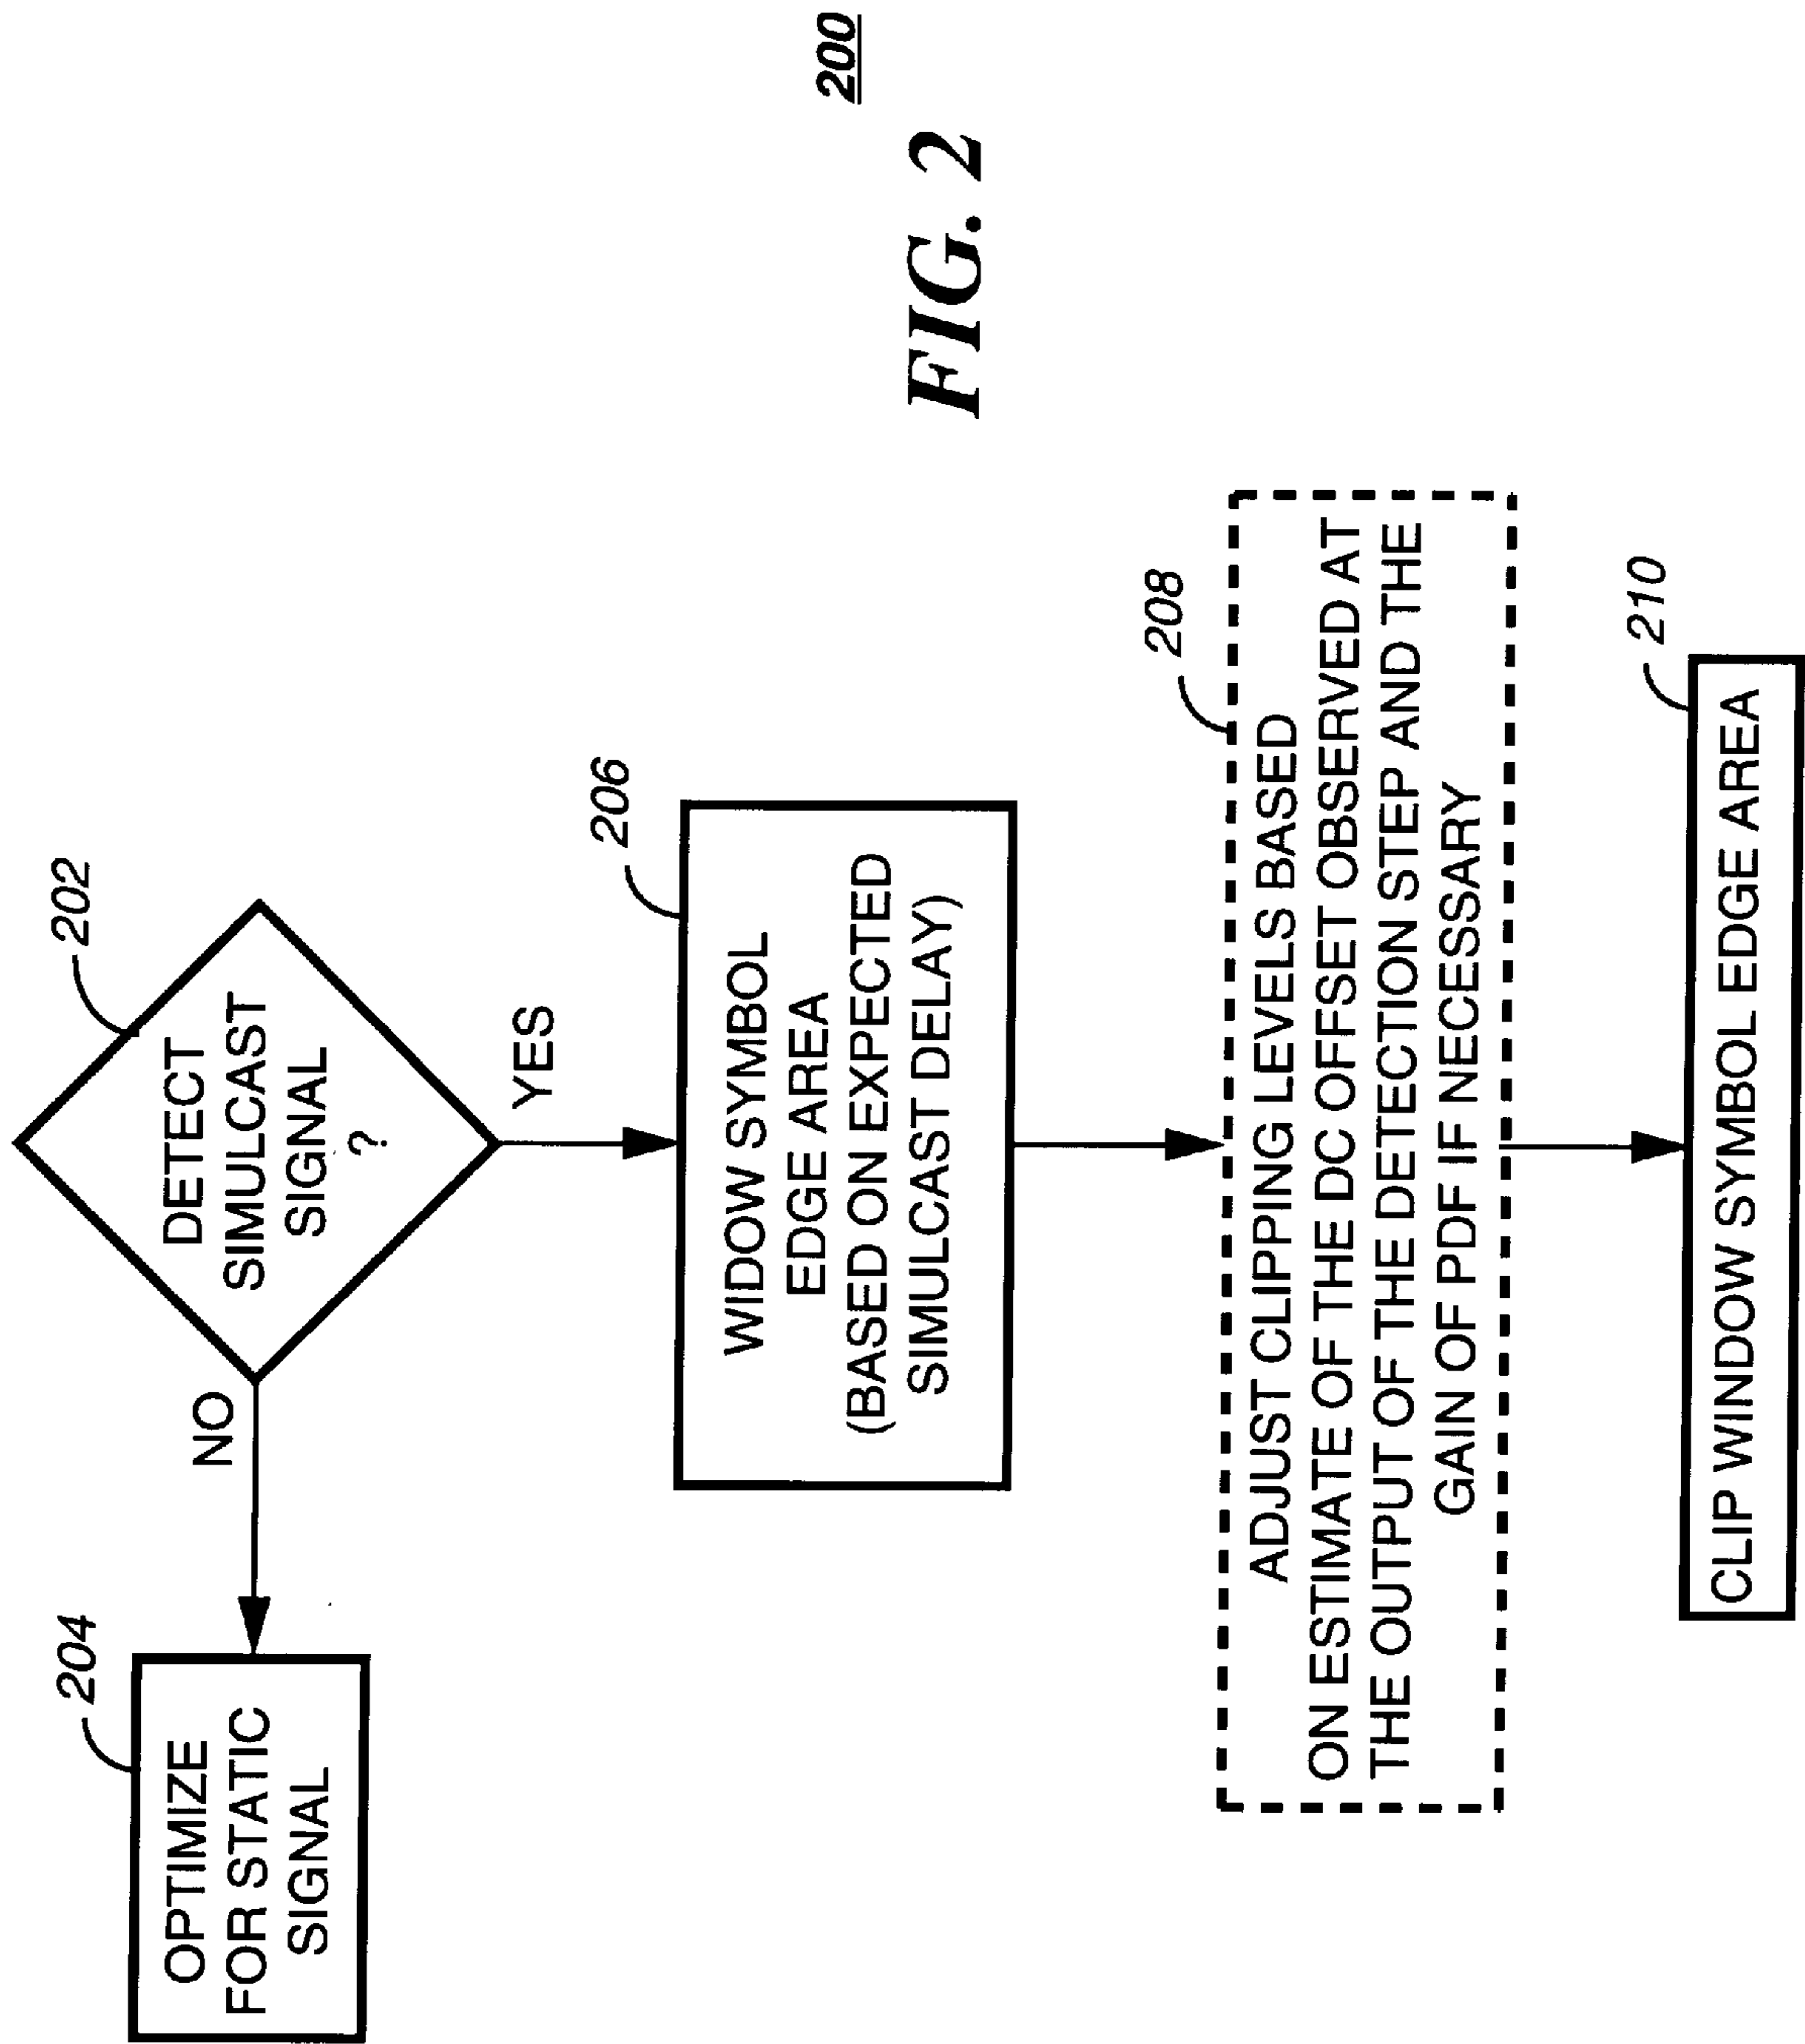 202
DETECT
SIMULCAST
SIGNAL
?
NO
YES
204
OPTIMIZE
FOR STATIC
SIGNAL
206
WIDOW SYMBOL
EDGE AREA
(BASED ON EXPECTED
SIMULCAST DELAY)
208
ADJUST CLIPPING LEVELS BASED
ON ESTIMATE OF THE DC OFFSET OBSERVED AT
THE OUTPUT OF THE DETECTION STEP AND THE
GAIN OF PDF IF NECESSARY
210
CLIP WINDOW SYMBOL EDGE AREA
200
FIG. 2